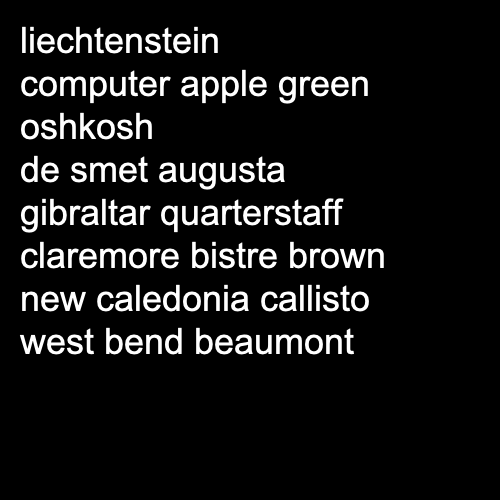 liechtenstein
computer apple green
oshkosh
de smet augusta
gibraltar quarterstaff
claremore bistre brown
new caledonia callisto
west bend beaumont